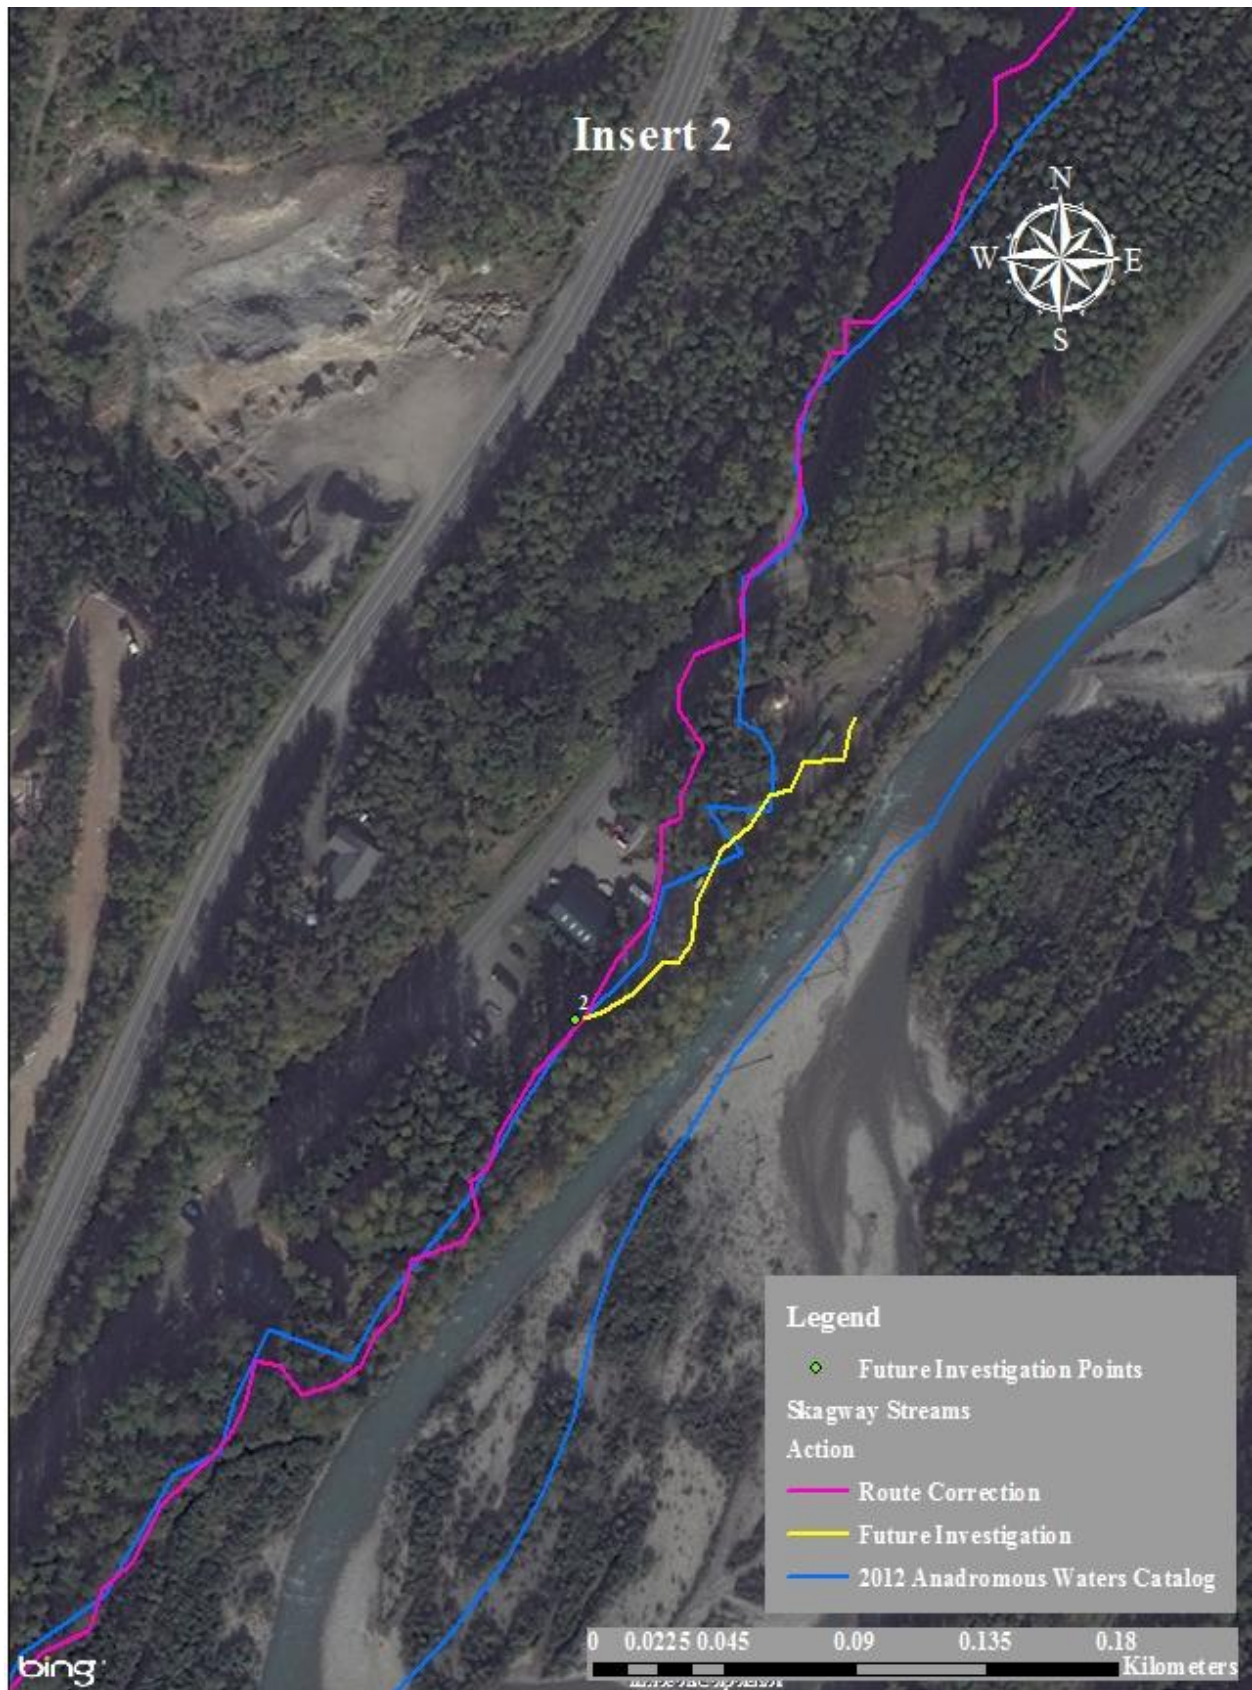 Insert 2
N
W E
S
2
Legend
Future Investigation Points
Skagway Streams
Action
Route Correction
Future Investigation
2012 Anadromous Waters Catalog
0 0.0225 0.045 0.09 0.135 0.18
Kilometers
bing